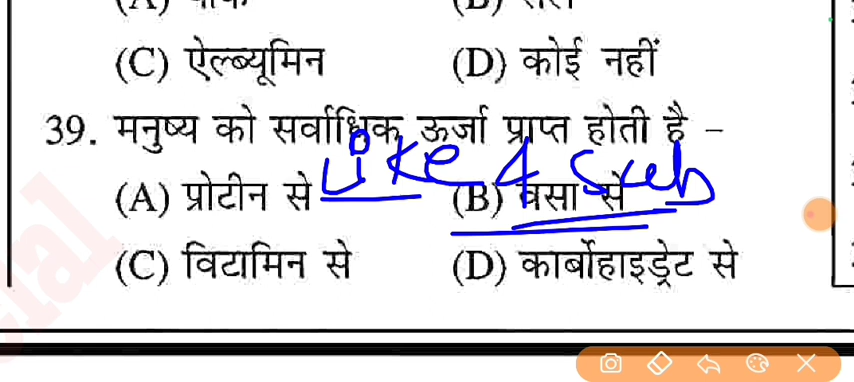 (C) ऐल्ब्यूमिन (D) कोई नहीं
39. मनुष्य को सर्वाधिक ऊर्जा प्राप्त होती है -
Like 4 Sub
(A) प्रोटीन से (B) वसा से
(C) विटामिन से (D) कार्बोहाइड्रेट से